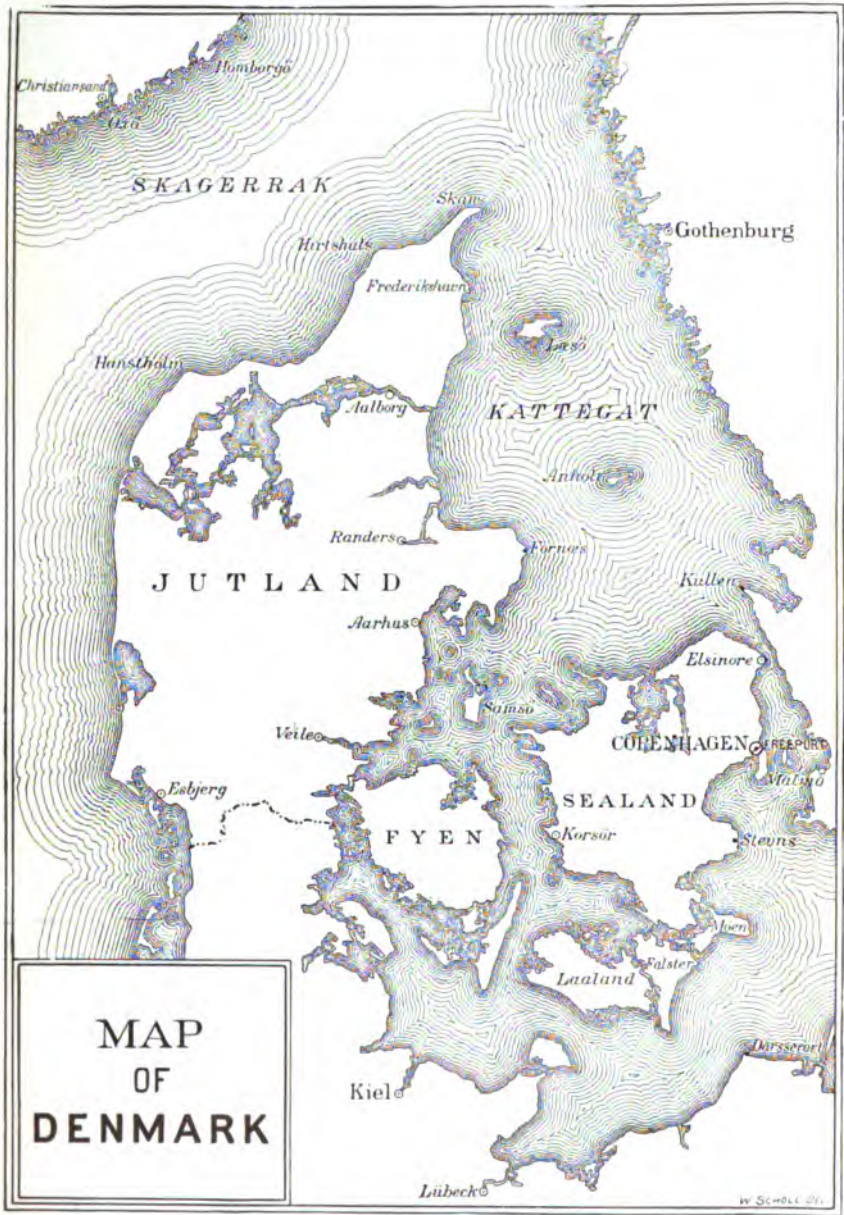 Homborgö
Christiansand
Oxö
SKAGERRAK
Skaw
Gothenburg
Hirtshals
Frederikshavn
Læsö
Hanstholm
Aalborg
KATTEGAT
Anholt
Randers
Fornæs
JUTLAND
Kullen
Aarhus
Elsinore
Samsö
Veile
COPENHAGEN
FREEPORT
Malmö
Esbjerg
SEALAND
FYEN
Korsör
Stevns
Moen
Falster
Laaland
MAP
OF
DENMARK
Darsserort
Kiel
Lübeck
W SCHOLL DEL.